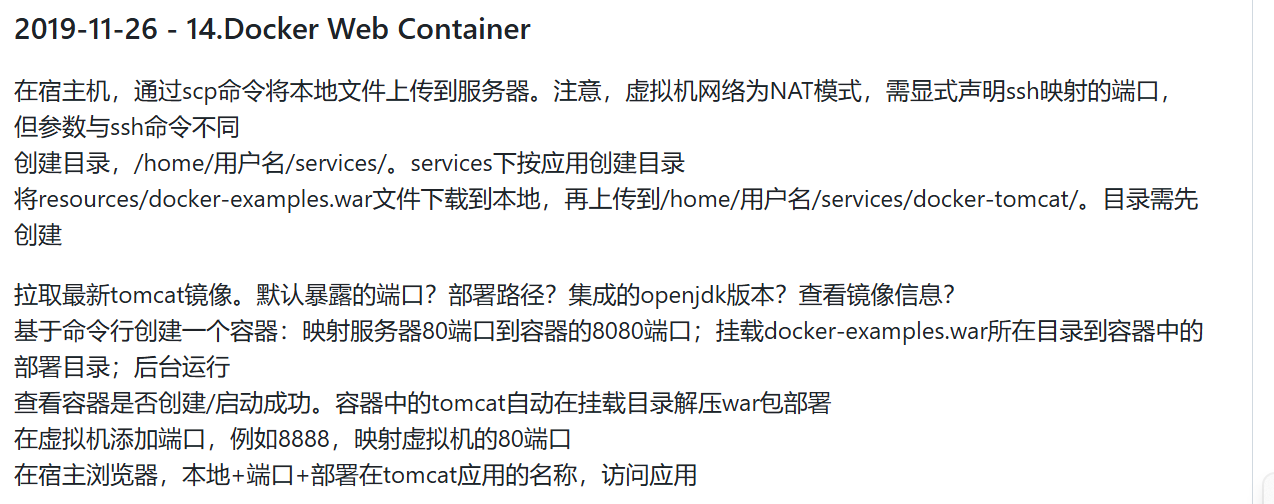 2019-11-26 - 14.Docker Web Container
在宿主机，通过scp命令将本地文件上传到服务器。注意，虚拟机网络为NAT模式，需显式声明ssh映射的端口，
但参数与ssh命令不同
创建目录，/home/用户名/services/。services下按应用创建目录
将resources/docker-examples.war文件下载到本地，再上传到/home/用户名/services/docker-tomcat/。目录需先
创建
拉取最新tomcat镜像。默认暴露的端口？部署路径？集成的openjdk版本？查看镜像信息？
基于命令行创建一个容器：映射服务器80端口到容器的8080端口；挂载docker-examples.war所在目录到容器中的
部署目录；后台运行
查看容器是否创建/启动成功。容器中的tomcat自动在挂载目录解压war包部署
在虚拟机添加端口，例如8888，映射虚拟机的80端口
在宿主浏览器，本地+端口+部署在tomcat应用的名称，访问应用